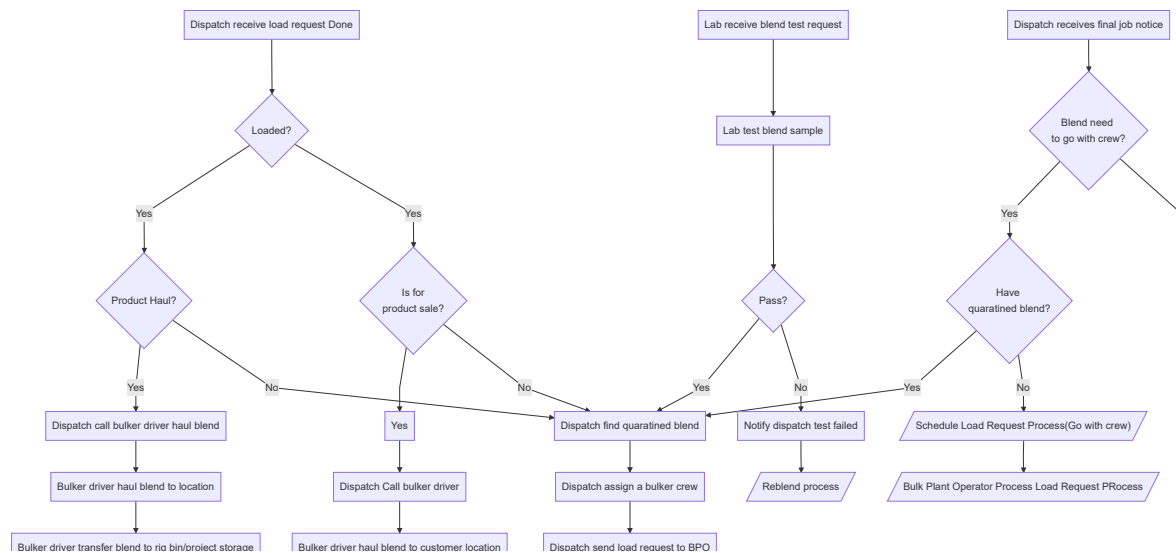 Dispatch receive load request Done
Lab receive blend test request
Dispatch receives final job notice
Loaded?
Lab test blend sample
Blend need
to go with crew?
Yes
Yes
Yes
Product Haul?
Is for
product sale?
Pass?
Have
quaratined blend?
Yes
No
No
Yes
No
Yes
No
Dispatch call bulker driver haul blend
Yes
Dispatch find quaratined blend
Notify dispatch test failed
Schedule Load Request Process(Go with crew)
Bulker driver haul blend to location
Dispatch Call bulker driver
Dispatch assign a bulker crew
Reblend process
Bulk Plant Operator Process Load Request PRocess
Bulker driver transfer blend to rig bin/project storage
Bulker driver haul blend to customer location
Dispatch send load request to BPO